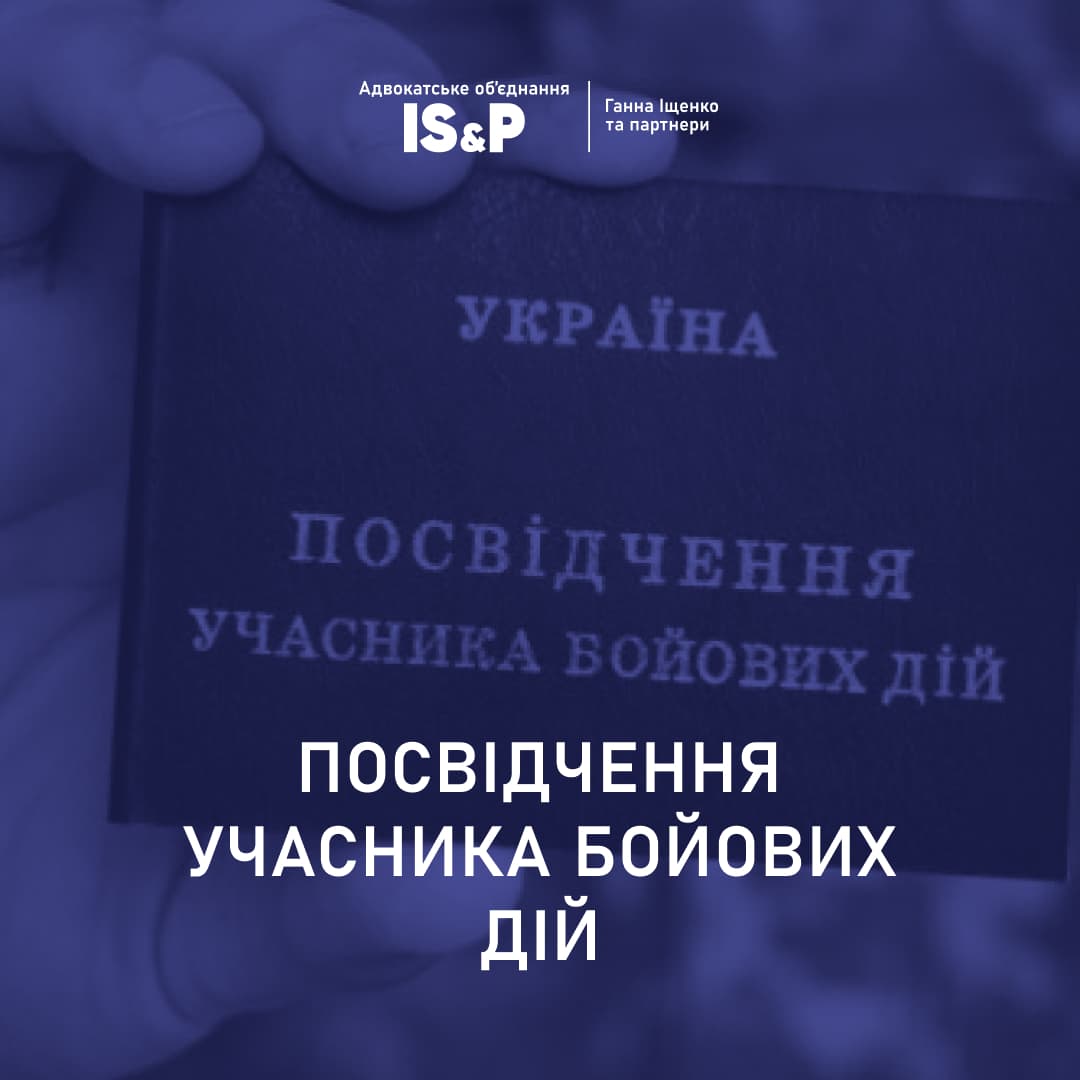 Адвокатське об'єднання
IS&P
Ганна Іщенко
та партнери
УКРАЇНА
ПОСВІДЧЕННЯ
УЧАСНИКА БОЙОВИХ ДІЙ
ПОСВІДЧЕННЯ
УЧАСНИКА БОЙОВИХ
ДІЙ